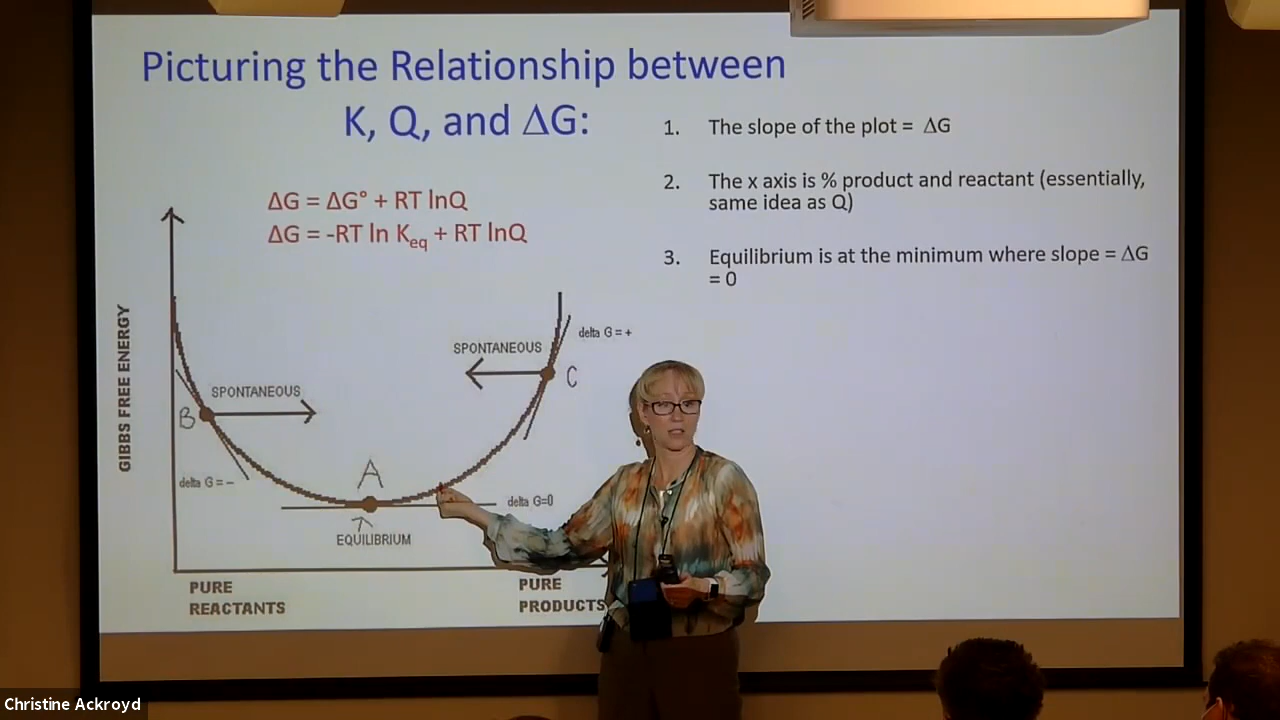 Picturing the Relationship between
K, Q, and ΔG:
1. The slope of the plot = ΔG
2. The x axis is % product and reactant (essentially,
same idea as Q)
3. Equilibrium is at the minimum where slope = ΔG
= 0
ΔG = ΔG° + RT lnQ
ΔG = -RT ln Keq + RT lnQ
GIBBS FREE ENERGY
delta G = +
SPONTANEOUS
C
SPONTANEOUS
B
A
delta G = -
delta G=0
EQUILIBRIUM
PURE
REACTANTS
PURE
PRODUCTS
Christine Ackroyd